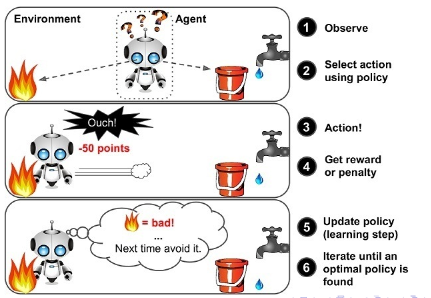 Environment
Agent
? ? ?
1 Observe
2 Select action
using policy
Ouch!
-50 points
3 Action!
4 Get reward
or penalty
= bad!
...
Next time avoid it.
5 Update policy
(learning step)
6 Iterate until an
optimal policy is
found